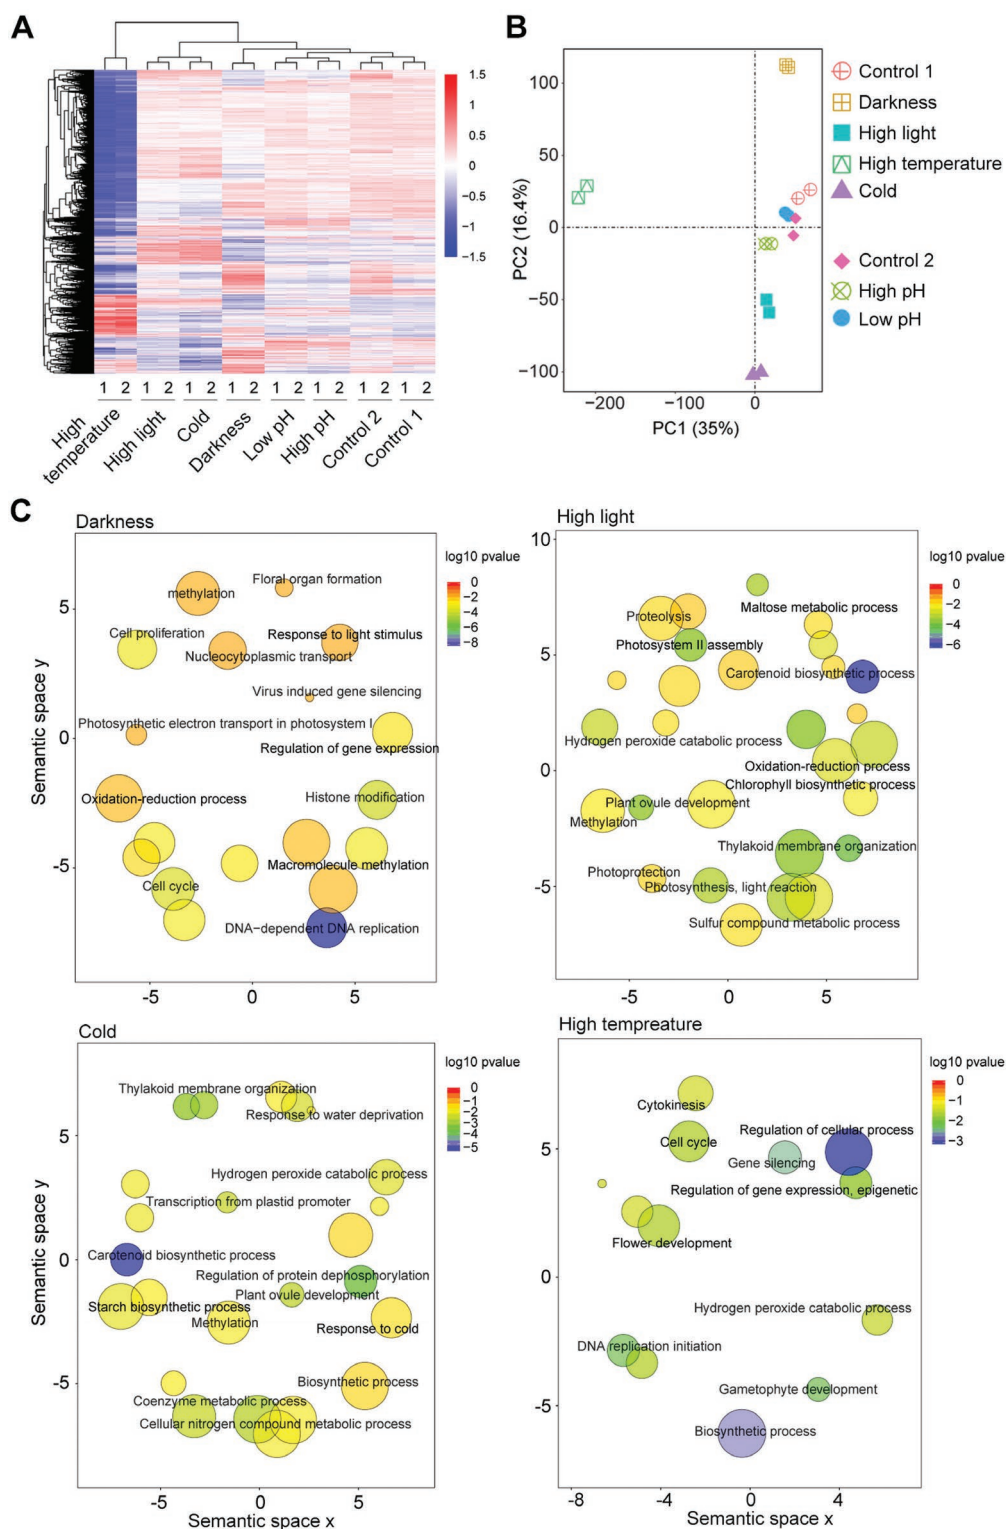 A
1.5
1
0.5
0
−0.5
−1
−1.5
1 2 1 2 1 2 1 2 1 2 1 2 1 2 1 2
High temperature
High light
Cold
Darkness
Low pH
High pH
Control 2
Control 1
B
100
50
0
−50
−100
PC2 (16.4%)
−200
−100
0
PC1 (35%)
Control 1
Darkness
High light
High temperature
Cold
Control 2
High pH
Low pH
C
Darkness
log10 pvalue
0
−2
−4
−6
−8
methylation
Floral organ formation
Cell proliferation
Response to light stimulus
Nucleocytoplasmic transport
Virus induced gene silencing
Photosynthetic electron transport in photosystem I
Regulation of gene expression
Oxidation-reduction process
Histone modification
Macromolecule methylation
Cell cycle
DNA−dependent DNA replication
5
0
-5
Semantic space y
-5
0
5
High light
log10 pvalue
0
−2
−4
−6
Maltose metabolic process
Proteolysis
Photosystem II assembly
Carotenoid biosynthetic process
Hydrogen peroxide catabolic process
Oxidation-reduction process
Chlorophyll biosynthetic process
Plant ovule development
Methylation
Thylakoid membrane organization
Photoprotection
Photosynthesis, light reaction
Sulfur compound metabolic process
10
5
0
-5
-5
0
5
Cold
log10 pvalue
0
−1
−2
−3
−4
−5
Thylakoid membrane organization
Response to water deprivation
Hydrogen peroxide catabolic process
Transcription from plastid promoter
Carotenoid biosynthetic process
Regulation of protein dephosphorylation
Plant ovule development
Starch biosynthetic process
Methylation
Response to cold
Biosynthetic process
Coenzyme metabolic process
Cellular nitrogen compound metabolic process
5
0
-5
Semantic space y
-5
0
5
Semantic space x
High tempreature
log10 pvalue
0
−1
−2
−3
Cytokinesis
Regulation of cellular process
Cell cycle
Gene silencing
Regulation of gene expression, epigenetic
Flower development
Hydrogen peroxide catabolic process
DNA replication initiation
Gametophyte development
Biosynthetic process
5
0
-5
-8
-4
0
4
Semantic space x